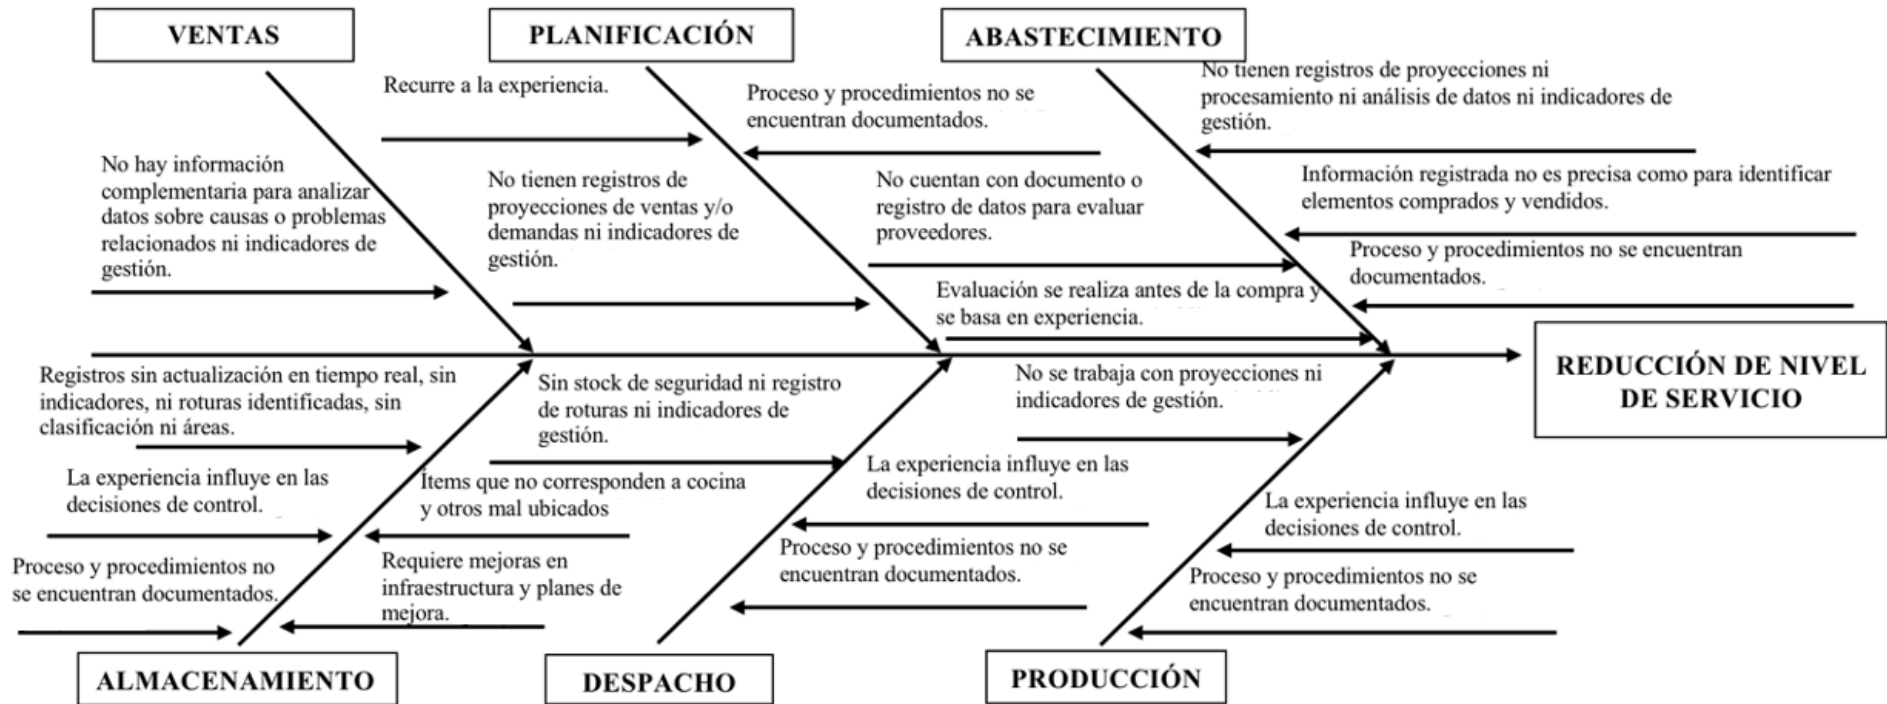 VENTAS
PLANIFICACIÓN
ABASTECIMIENTO
Recurre a la experiencia.
Proceso y procedimientos no se
encuentran documentados.
No tienen registros de proyecciones ni
procesamiento ni análisis de datos ni indicadores de
gestión.
No hay información
complementaria para analizar
datos sobre causas o problemas
relacionados ni indicadores de
gestión.
No tienen registros de
proyecciones de ventas y/o
demandas ni indicadores de
gestión.
No cuentan con documento o
registro de datos para evaluar
proveedores.
Información registrada no es precisa como para identificar
elementos comprados y vendidos.
Proceso y procedimientos no se encuentran
documentados.
Evaluación se realiza antes de la compra y
se basa en experiencia.
REDUCCIÓN DE NIVEL
DE SERVICIO
Registros sin actualización en tiempo real, sin
indicadores, ni roturas identificadas, sin
clasificación ni áreas.
Sin stock de seguridad ni registro
de roturas ni indicadores de
gestión.
No se trabaja con proyecciones ni
indicadores de gestión.
La experiencia influye en las
decisiones de control.
Ítems que no corresponden a cocina
y otros mal ubicados
La experiencia influye en las
decisiones de control.
La experiencia influye en las
decisiones de control.
Proceso y procedimientos no
se encuentran documentados.
Requiere mejoras en
infraestructura y planes de
mejora.
Proceso y procedimientos no se
encuentran documentados.
Proceso y procedimientos no se
encuentran documentados.
ALMACENAMIENTO
DESPACHO
PRODUCCIÓN